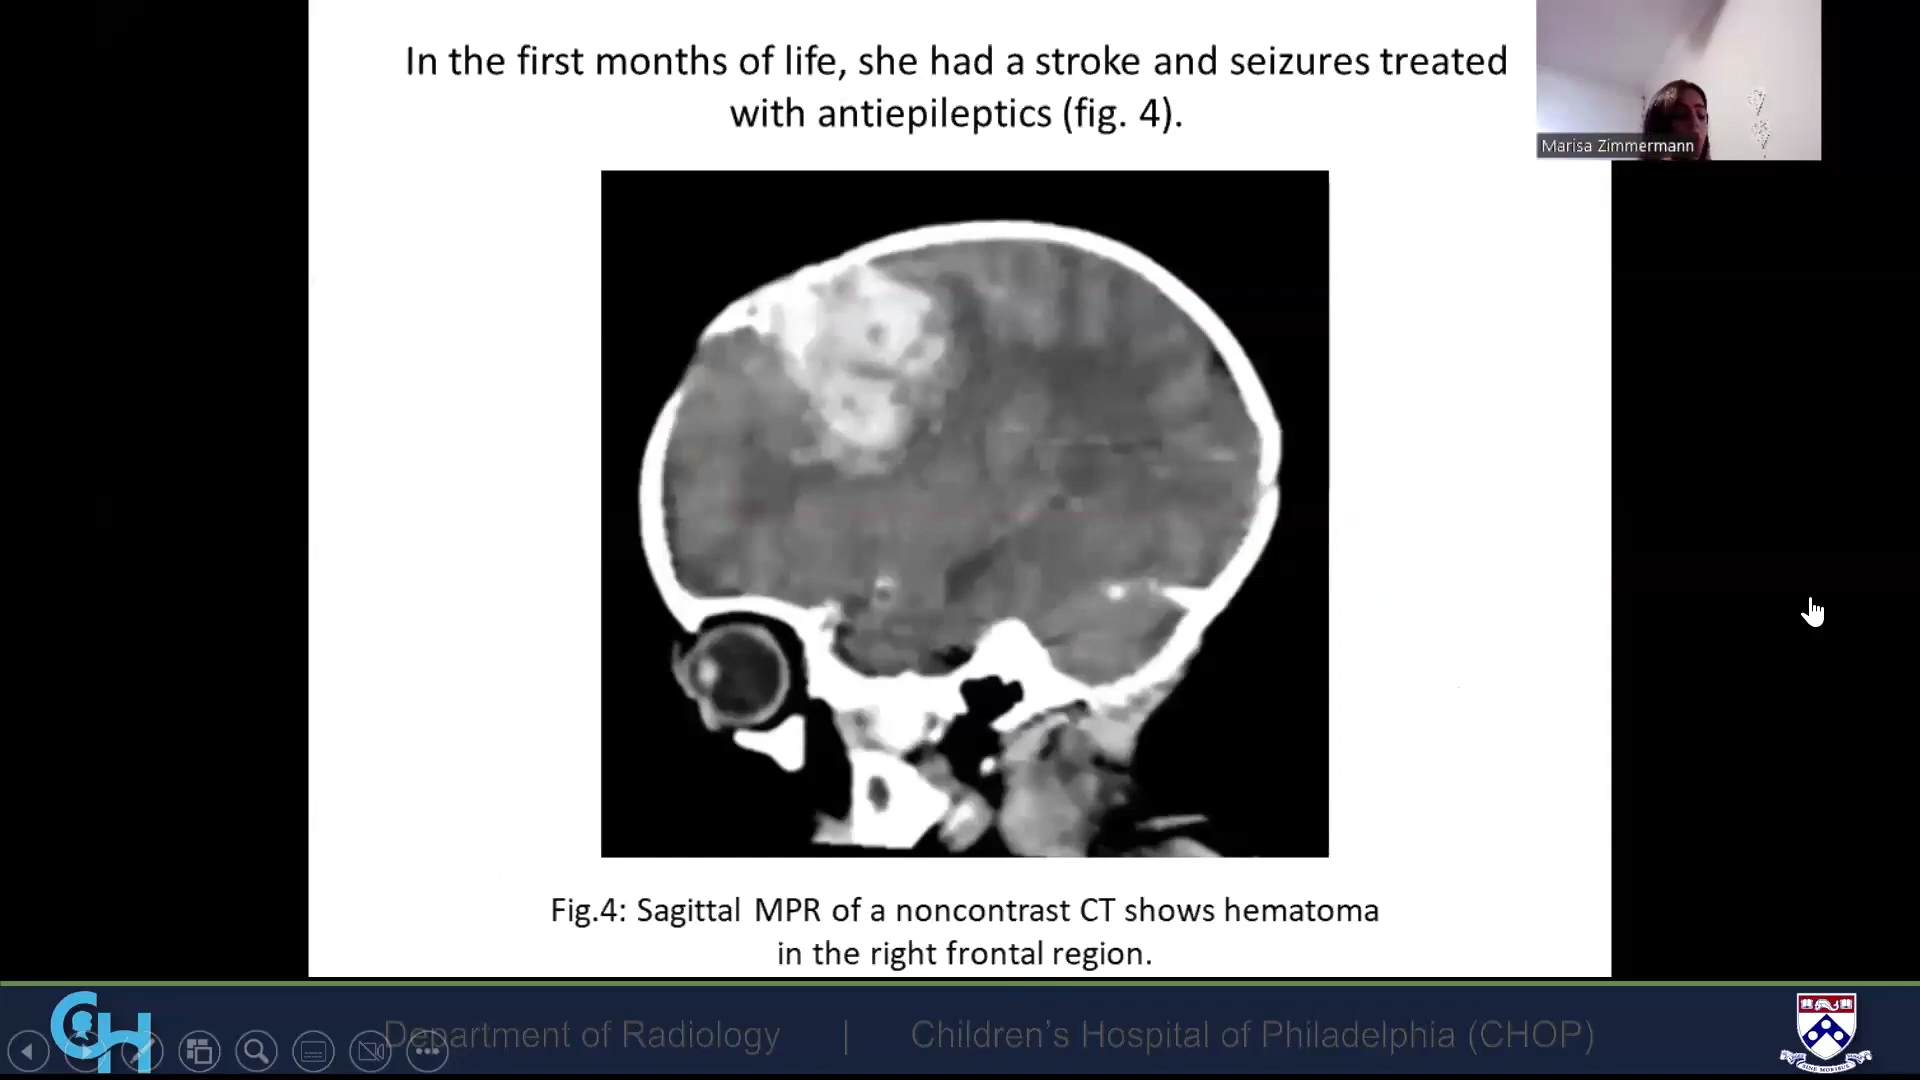 In the first months of life, she had a stroke and seizures treated
with antiepileptics (fig. 4).
Marisa Zimmermann
Fig.4: Sagittal MPR of a noncontrast CT shows hematoma
in the right frontal region.
CH
Department of Radiology | Children's Hospital of Philadelphia (CHOP)